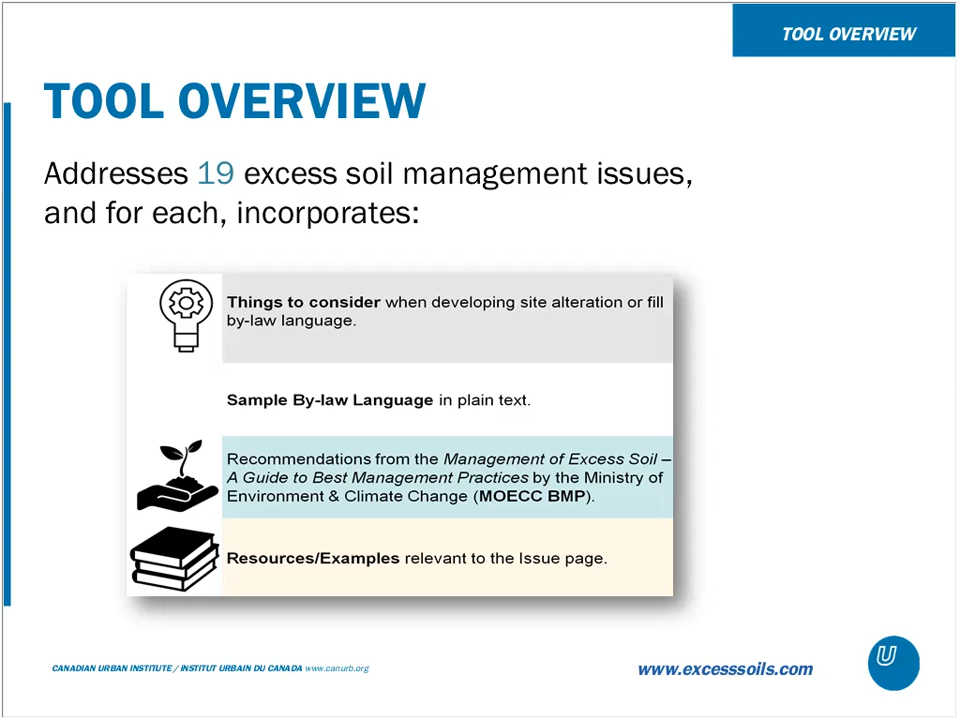 TOOL OVERVIEW
TOOL OVERVIEW
Addresses 19 excess soil management issues,
and for each, incorporates:
Things to consider when developing site alteration or fill
by-law language.
Sample By-law Language in plain text.
Recommendations from the Management of Excess Soil –
A Guide to Best Management Practices by the Ministry of
Environment & Climate Change (MOECC BMP).
Resources/Examples relevant to the Issue page.
CANADIAN URBAN INSTITUTE / INSTITUT URBAIN DU CANADA www.canurb.org
www.excesssoils.com
U